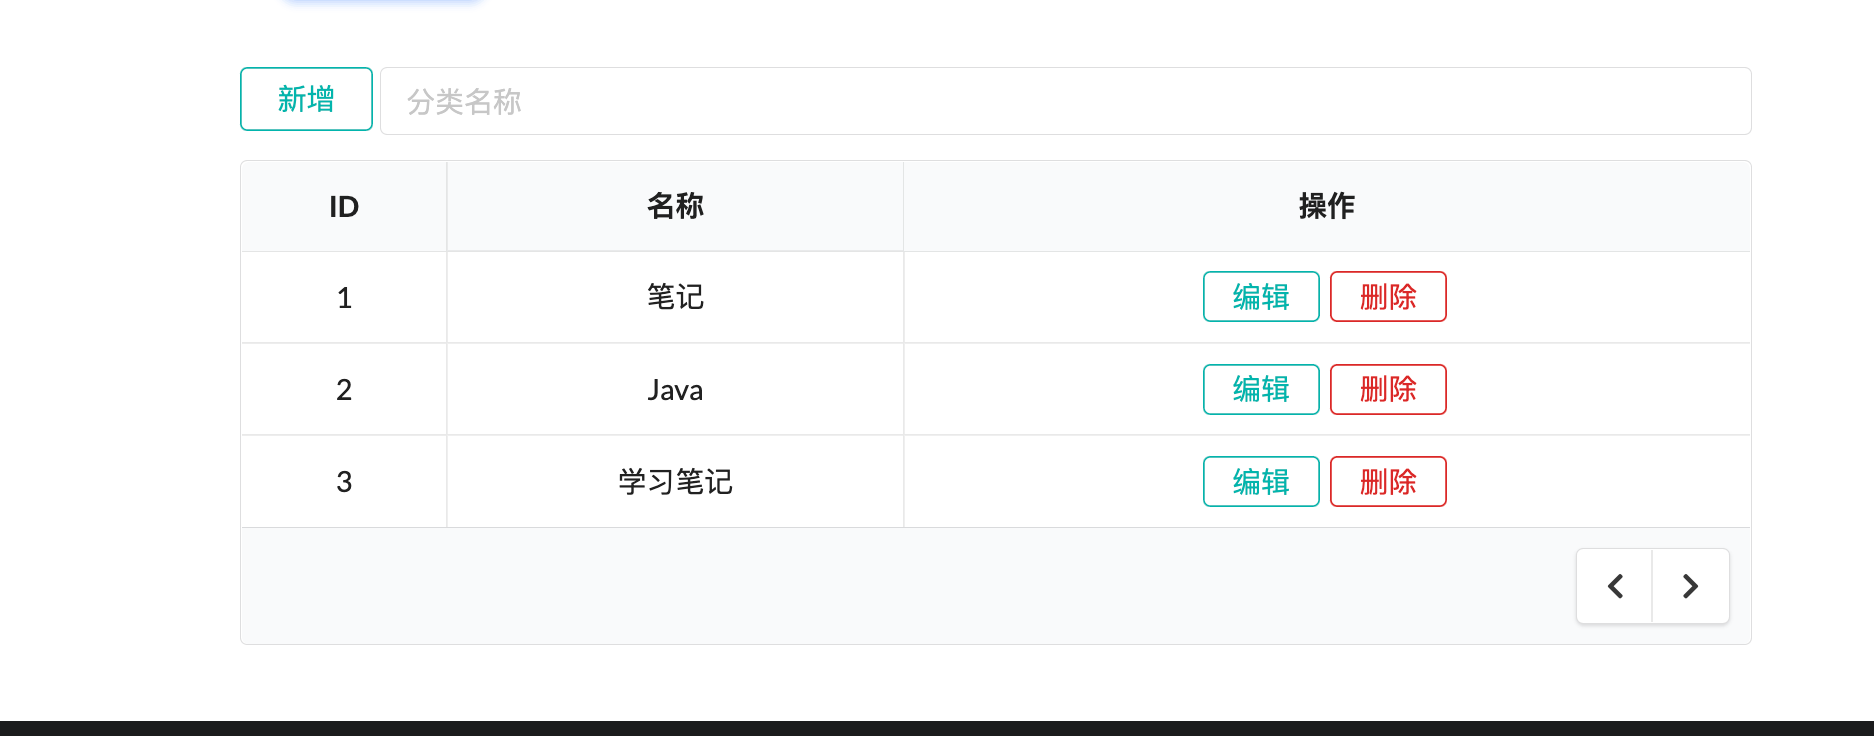 新增 分类名称
ID 名称 操作
1 笔记 编辑 删除
2 Java 编辑 删除
3 学习笔记 编辑 删除